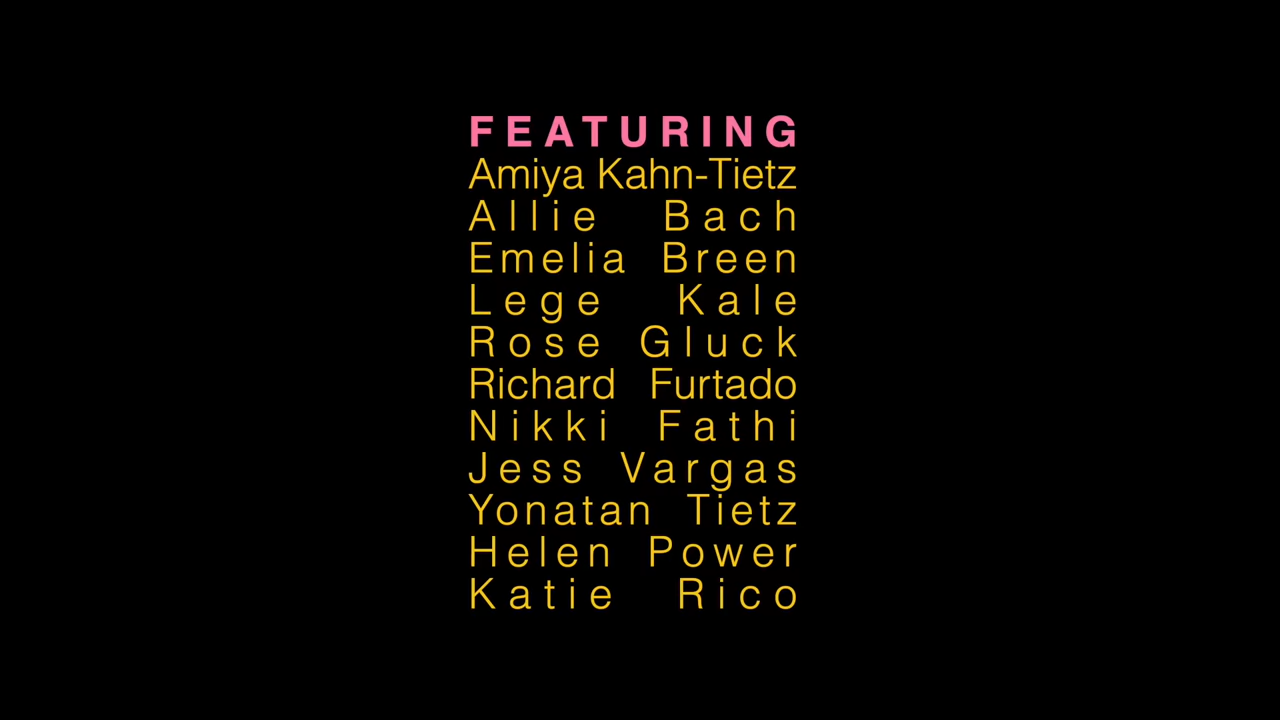 FEATURING
Amiya Kahn-Tietz
Allie Bach
Emelia Breen
Lege Kale
Rose Gluck
Richard Furtado
Nikki Fathi
Jess Vargas
Yonatan Tietz
Helen Power
Katie Rico